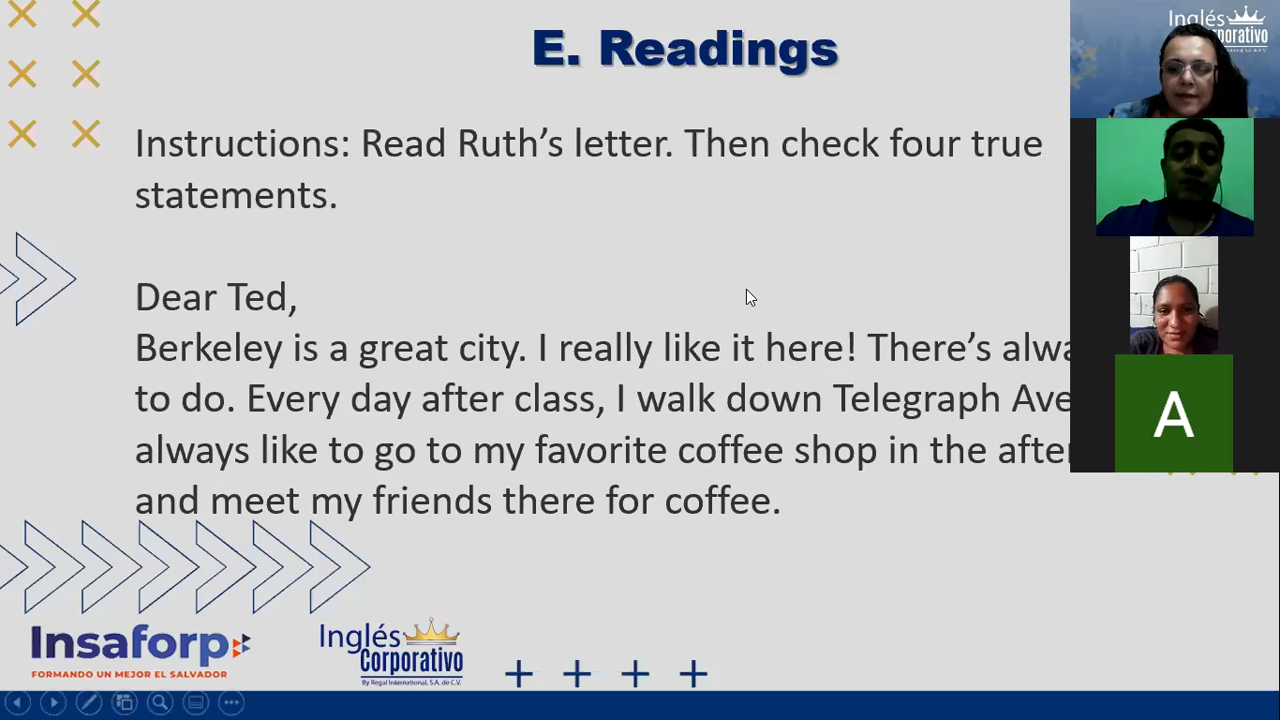 E. Readings
Inglés
Corporativo
Instructions: Read Ruth’s letter. Then check four true
statements.
Dear Ted,
Berkeley is a great city. I really like it here! There’s
to do. Every day after class, I walk down Telegraph
always like to go to my favorite coffee shop in the
and meet my friends there for coffee.
A
Insaforp
FORMANDO UN MEJOR EL SALVADOR
Inglés
Corporativo
By Regal International, S.A. de C.V.